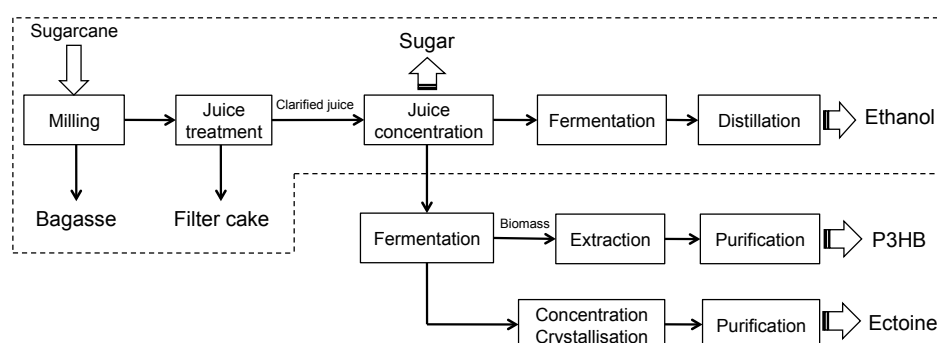 Sugarcane
Sugar
Milling
Juice
treatment
Clarified juice
Juice
concentration
Fermentation
Distillation
Ethanol
Bagasse
Filter cake
Fermentation
Biomass
Extraction
Purification
P3HB
Concentration
Crystallisation
Purification
Ectoine